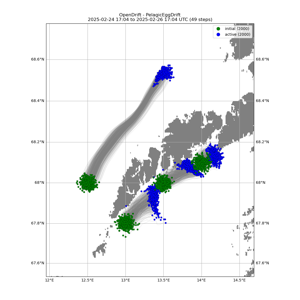 OpenDrift - PelagicEggDrift
2025-02-24 17:04 to 2025-02-26 17:04 UTC (49 steps)
initial (2000)
active (2000)
68.6°N 68.6°N
68.4°N 68.4°N
68.2°N 68.2°N
68°N 68°N
67.8°N 67.8°N
67.6°N 67.6°N
12°E 12.5°E 13°E 13.5°E 14°E 14.5°E